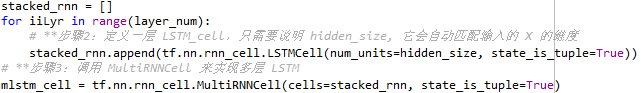 stacked_rnn = []
for iiLyr in range(layer_num):
    # **步骤2：定义一层 LSTM_cell，只需要说明 hidden_size, 它会自动匹配输入的 X 的维度
    stacked_rnn.append(tf.nn.rnn_cell.LSTMCell(num_units=hidden_size, state_is_tuple=True))
# **步骤3：调用 MultiRNNCell 来实现多层 LSTM
mlstm_cell = tf.nn.rnn_cell.MultiRNNCell(cells=stacked_rnn, state_is_tuple=True)